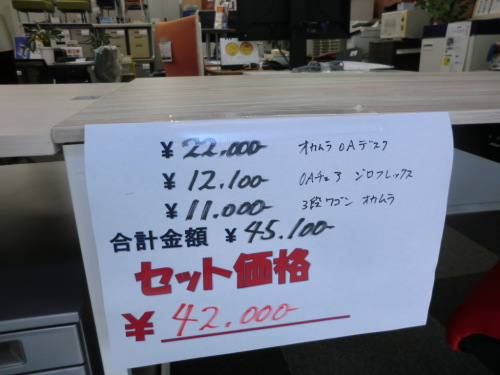 ¥ 22,000- オカムラ OAデスク
¥ 12,100- OAチェア ジロフレックス
¥ 11,000- 3段ワゴン オカムラ
合計金額 ¥ 45,100-
セット価格
¥ 42,000-